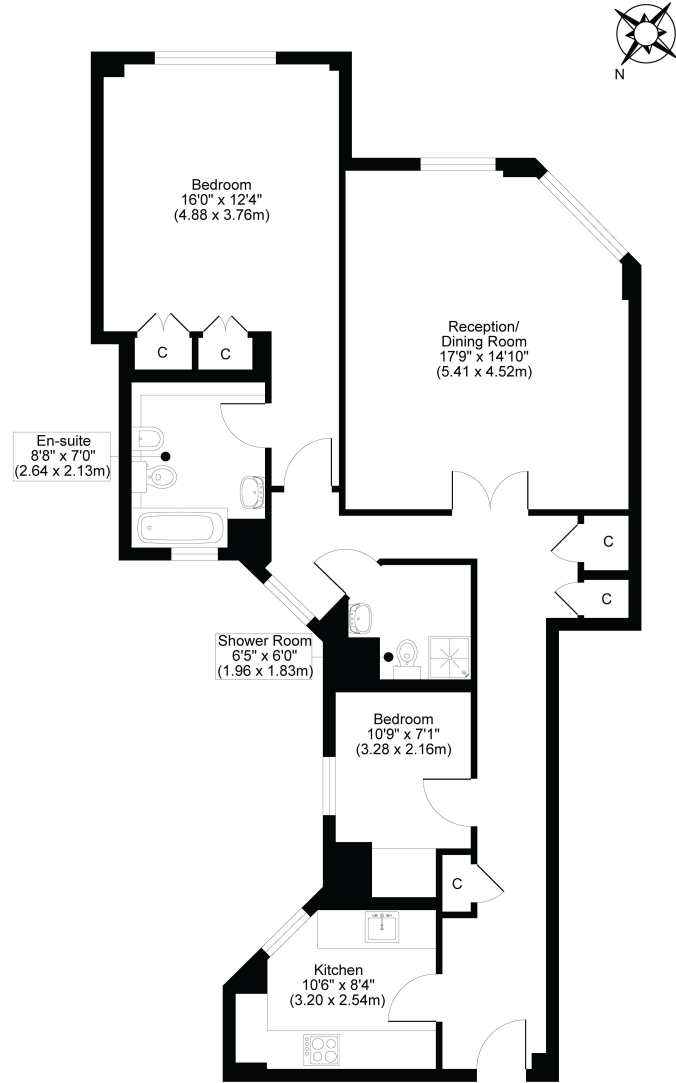 N
Bedroom
16'0" x 12'4"
(4.88 x 3.76m)
Reception/
Dining Room
17'9" x 14'10"
(5.41 x 4.52m)
C
C
En-suite
8'8" x 7'0"
(2.64 x 2.13m)
C
C
Shower Room
6'5" x 6'0"
(1.96 x 1.83m)
Bedroom
10'9" x 7'1"
(3.28 x 2.16m)
C
Kitchen
10'6" x 8'4"
(3.20 x 2.54m)